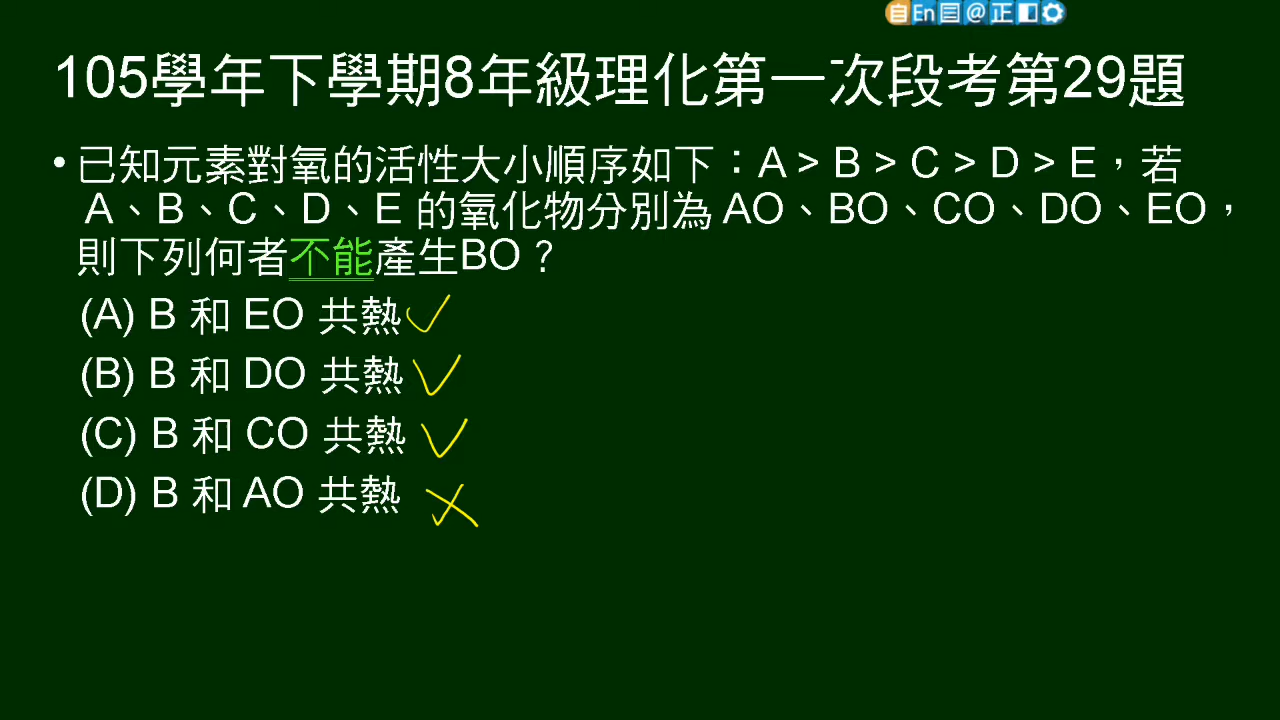 自En@正
105學年下學期8年級理化第一次段考第29題
•已知元素對氧的活性大小順序如下：A > B > C > D > E，若
A、B、C、D、E 的氧化物分別為 AO、BO、CO、DO、EO，
則下列何者不能產生BO？
(A) B 和 EO 共熱
(B) B 和 DO 共熱
(C) B 和 CO 共熱
(D) B 和 AO 共熱